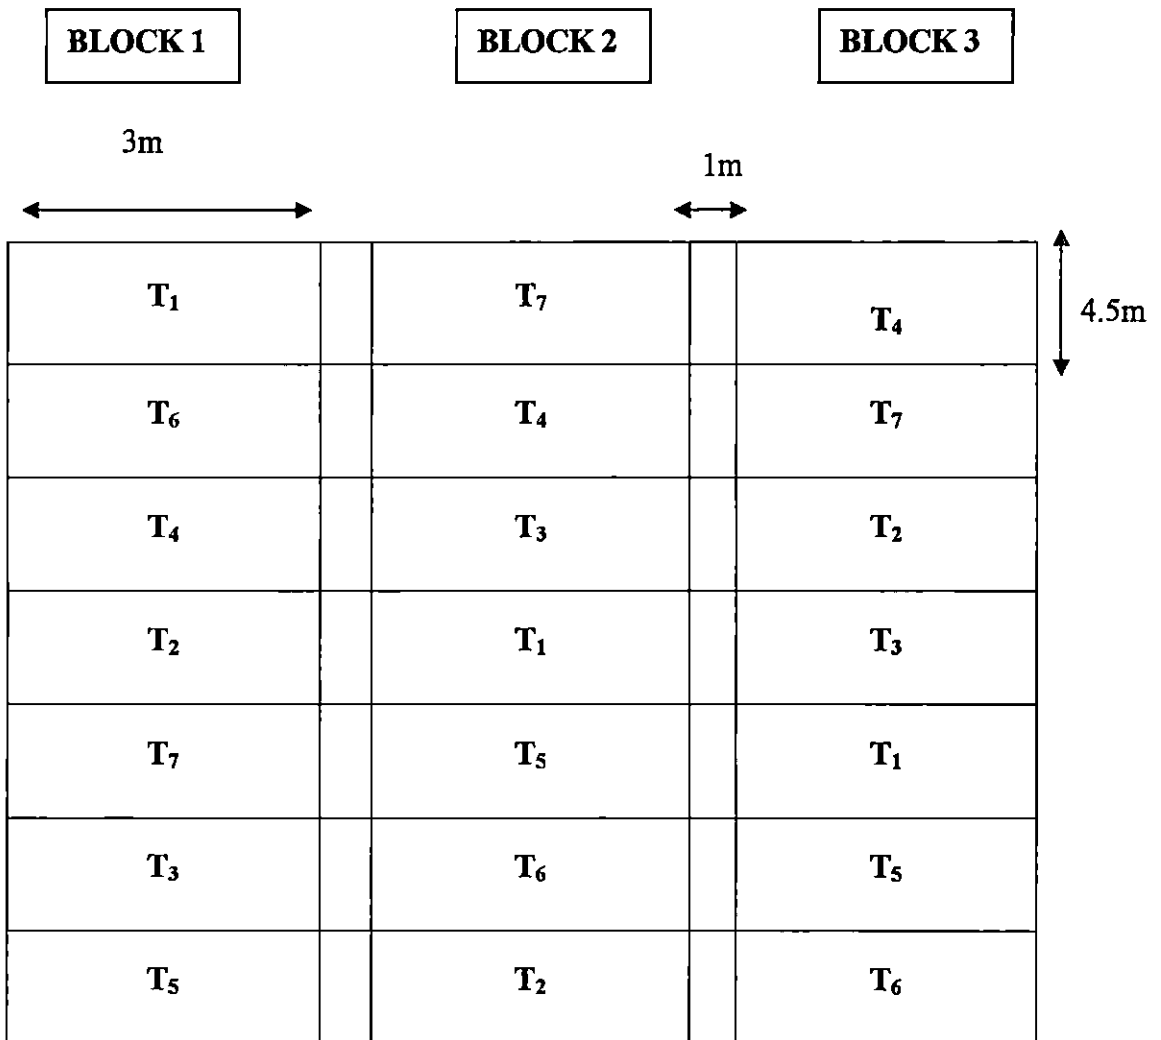 BLOCK 1 BLOCK 2 BLOCK 3
3m
1m
4.5m
T₁ T₇ T₄
T₆ T₄ T₇
T₄ T₃ T₂
T₂ T₁ T₃
T₇ T₅ T₁
T₃ T₆ T₅
T₅ T₂ T₆